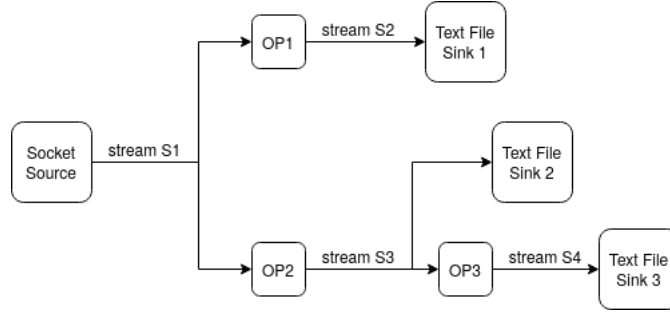 OP1
stream S2
Text File
Sink 1
Socket
Source
stream S1
Text File
Sink 2
OP2
stream S3
OP3
stream S4
Text File
Sink 3